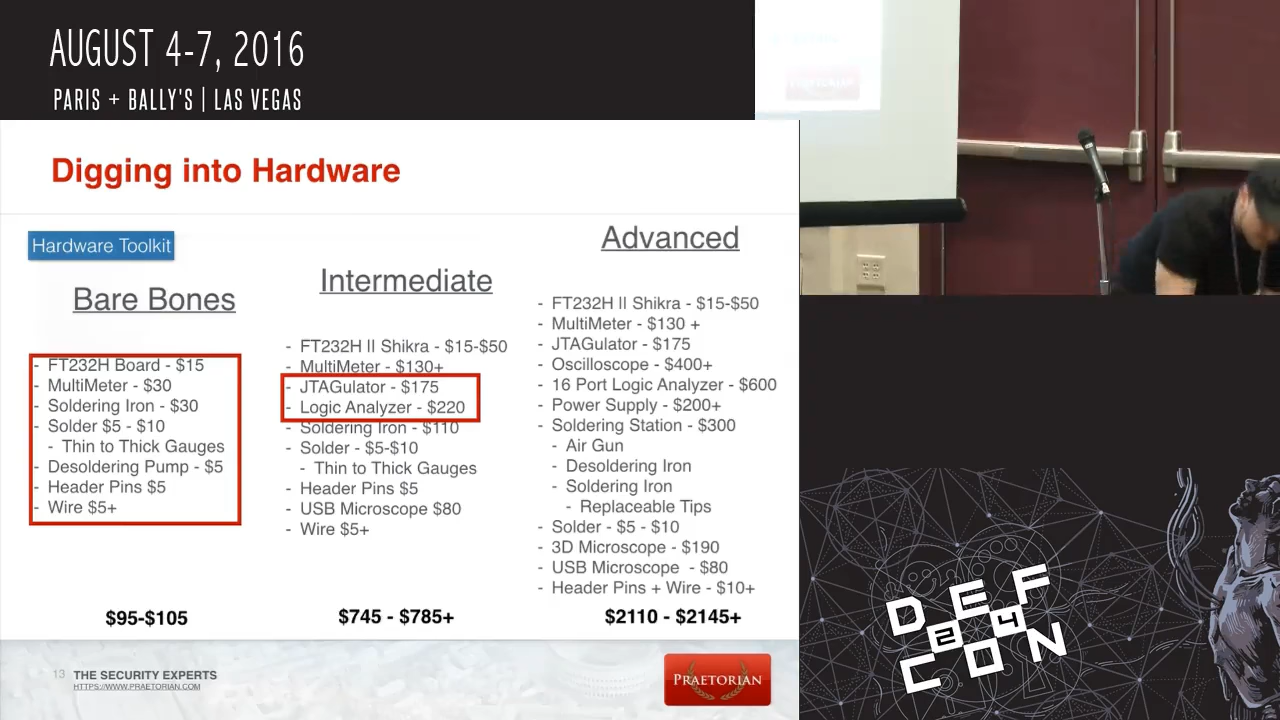 AUGUST 4-7, 2016
PARIS + BALLY'S | LAS VEGAS
Digging into Hardware
Hardware Toolkit
Bare Bones
- FT232H Board - $15
- MultiMeter - $30
- Soldering Iron - $30
- Solder $5 - $10
- Thin to Thick Gauges
- Desoldering Pump - $5
- Header Pins $5
- Wire $5+
$95-$105
Intermediate
- FT232H || Shikra - $15-$50
- MultiMeter - $130+
- JTAGulator - $175
- Logic Analyzer - $220
- Soldering Iron - $110
- Solder - $5-$10
- Thin to Thick Gauges
- Header Pins $5
- USB Microscope $80
- Wire $5+
$745 - $785+
Advanced
- FT232H || Shikra - $15-$50
- MultiMeter - $130 +
- JTAGulator - $175
- Oscilloscope - $400+
- 16 Port Logic Analyzer - $600
- Power Supply - $200+
- Soldering Station - $300
- Air Gun
- Desoldering Iron
- Soldering Iron
- Replaceable Tips
- Solder - $5 - $10
- 3D Microscope - $190
- USB Microscope - $80
- Header Pins + Wire - $10+
$2110 - $2145+
13 THE SECURITY EXPERTS
HTTPS://WWW.PRAETORIAN.COM
PRAETORIAN
DEF
24
CON